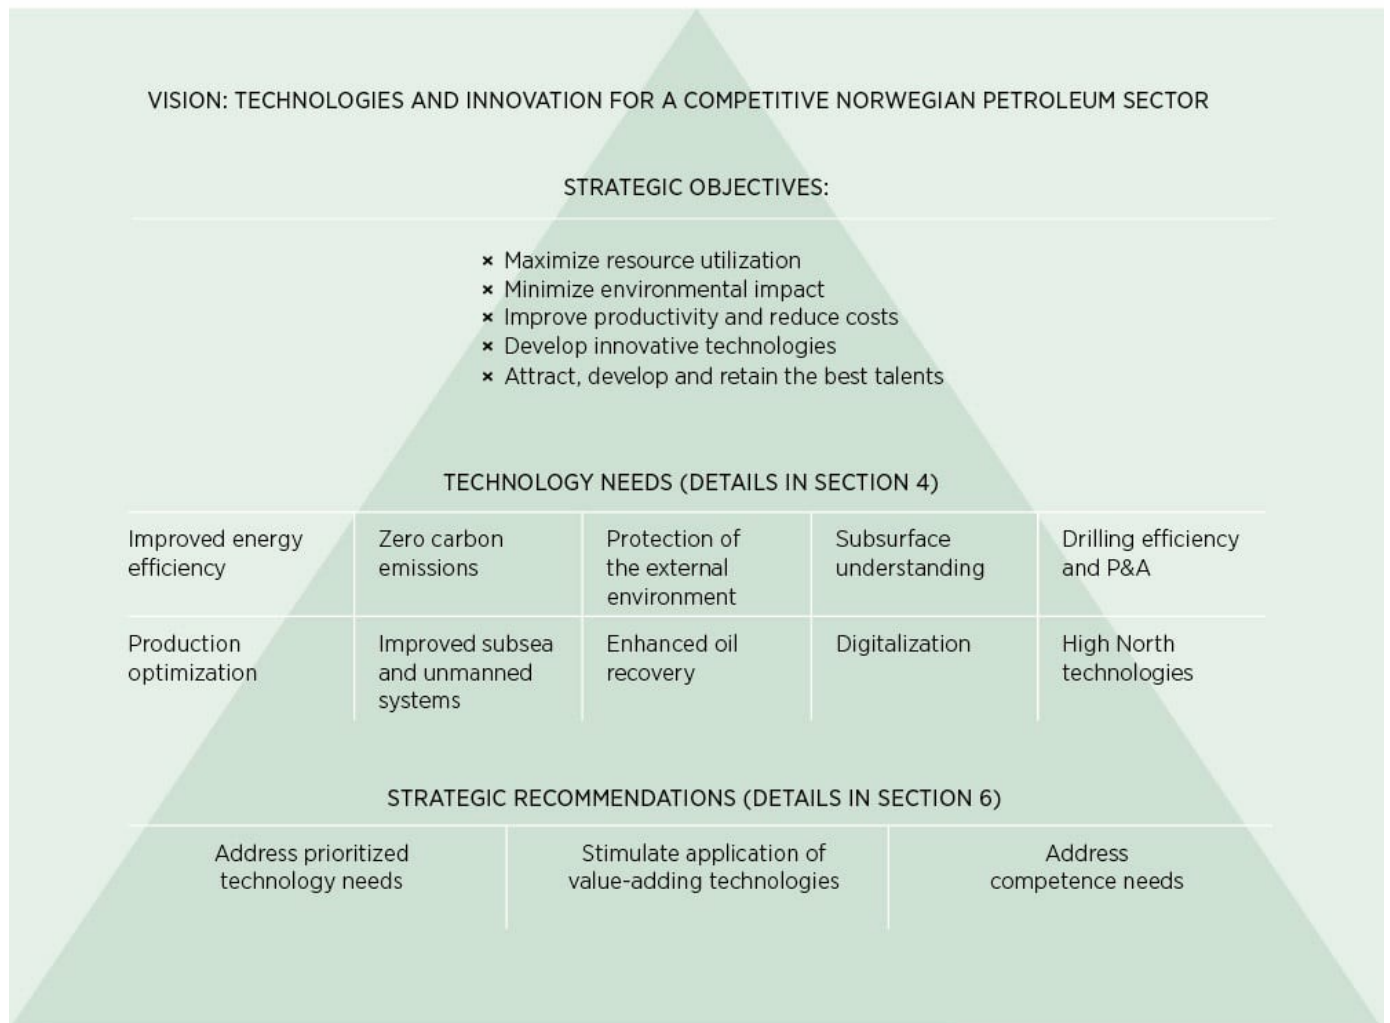 VISION: TECHNOLOGIES AND INNOVATION FOR A COMPETITIVE NORWEGIAN PETROLEUM SECTOR
STRATEGIC OBJECTIVES:
× Maximize resource utilization
× Minimize environmental impact
× Improve productivity and reduce costs
× Develop innovative technologies
× Attract, develop and retain the best talents
TECHNOLOGY NEEDS (DETAILS IN SECTION 4)
Improved energy
efficiency
Zero carbon
emissions
Protection of
the external
environment
Subsurface
understanding
Drilling efficiency
and P&A
Production
optimization
Improved subsea
and unmanned
systems
Enhanced oil
recovery
Digitalization
High North
technologies
STRATEGIC RECOMMENDATIONS (DETAILS IN SECTION 6)
Address prioritized
technology needs
Stimulate application of
value-adding technologies
Address
competence needs